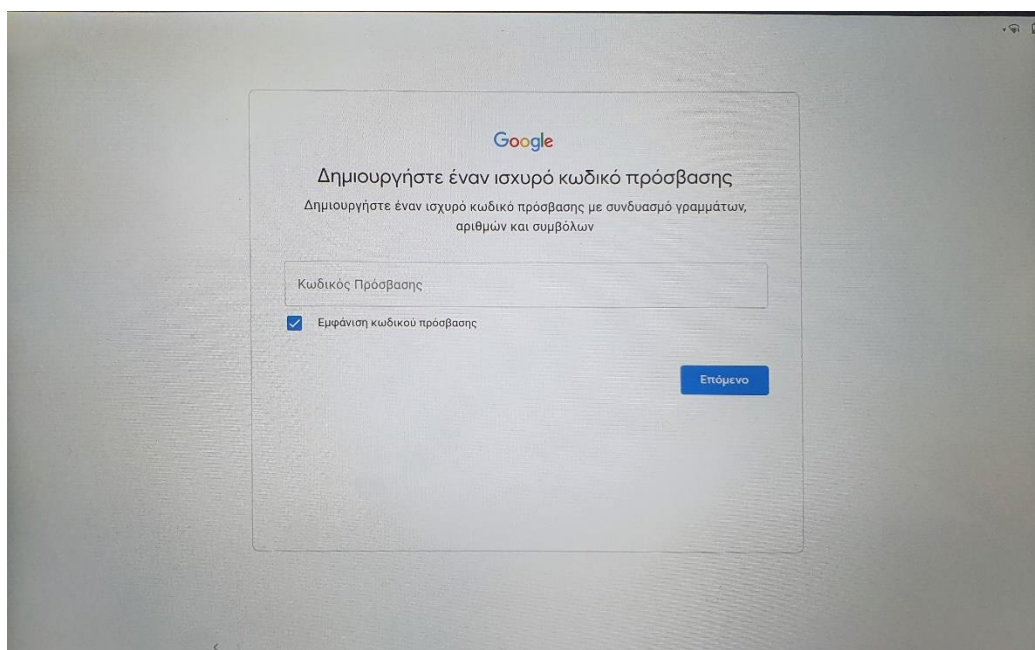 Google
Δημιουργήστε έναν ισχυρό κωδικό πρόσβασης
Δημιουργήστε έναν ισχυρό κωδικό πρόσβασης με συνδυασμό γραμμάτων,
αριθμών και συμβόλων
Κωδικός Πρόσβασης
Εμφάνιση κωδικού πρόσβασης
Επόμενο